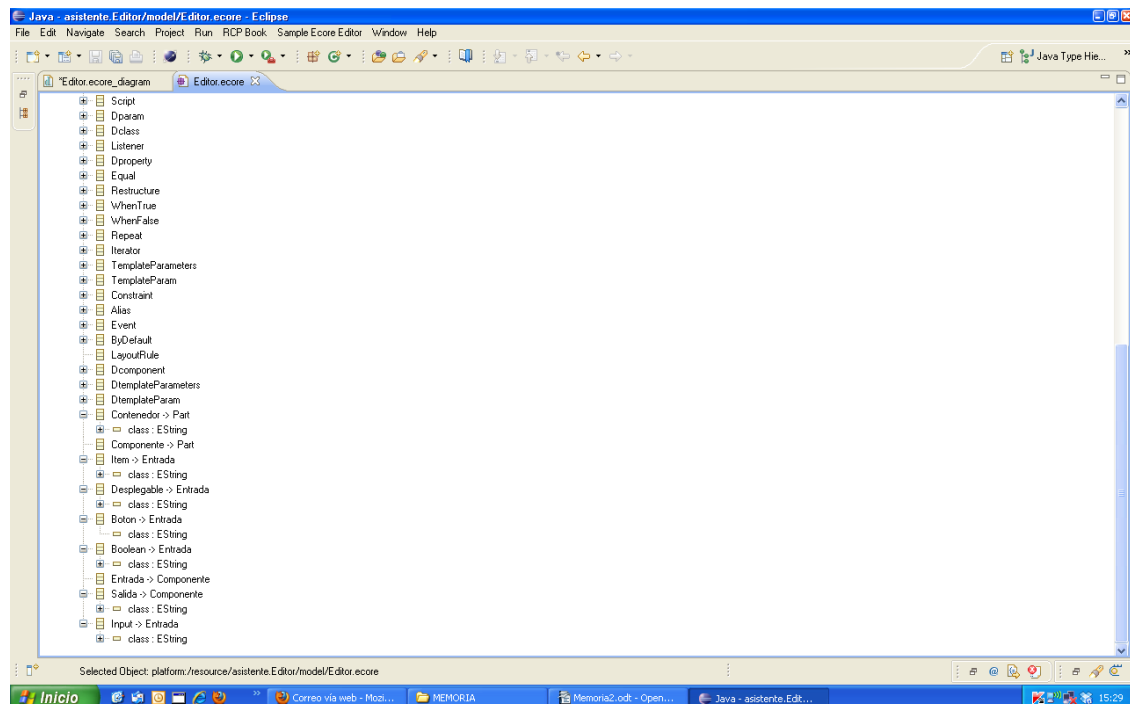 Java - asistente.Editor/model/Editor.ecore - Eclipse
File Edit Navigate Search Project Run RCP Book Sample Ecore Editor Window Help
Java Type Hie... »
*Editor.ecore_diagram Editor.ecore
Script
Dparam
Dclass
Listener
Dproperty
Equal
Restructure
WhenTrue
WhenFalse
Repeat
Iterator
TemplateParameters
TemplateParam
Constraint
Alias
Event
ByDefault
LayoutRule
Dcomponent
DtemplateParameters
DtemplateParam
Contenedor -> Part
class : EString
Componente -> Part
Item -> Entrada
class : EString
Desplegable -> Entrada
class : EString
Boton -> Entrada
class : EString
Boolean -> Entrada
class : EString
Entrada -> Componente
Salida -> Componente
class : EString
Input -> Entrada
class : EString
Selected Object: platform:/resource/asistente.Editor/model/Editor.ecore
Inicio » Correo vía web - Mozi... MEMORIA Memoria2.odt - Open... Java - asistente.Edit... 15:29